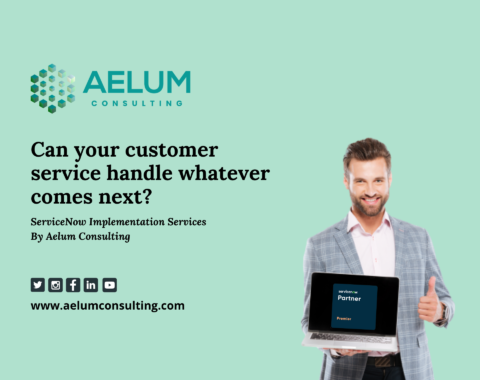 AELUM
CONSULTING
Can your customer
service handle whatever
comes next?
ServiceNow Implementation Services
By Aelum Consulting
www.aelumconsulting.com
servicenow
Partner
Premier